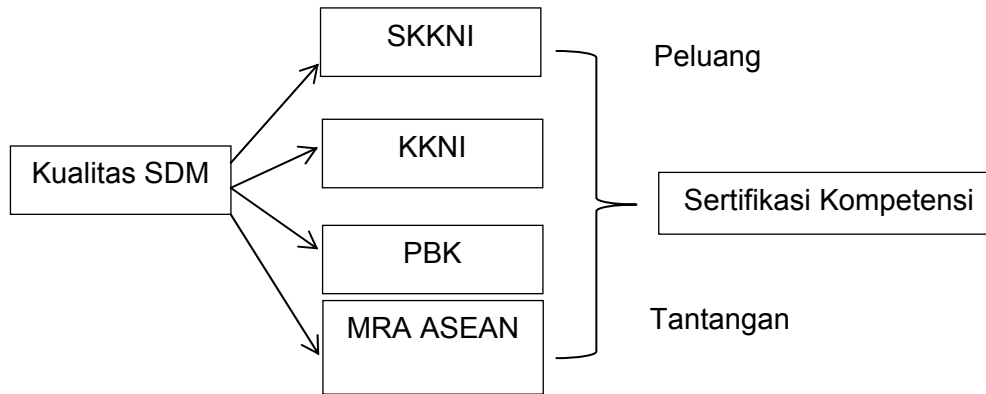 SKKNI
Peluang
KKNI
Kualitas SDM
Sertifikasi Kompetensi
PBK
MRA ASEAN
Tantangan